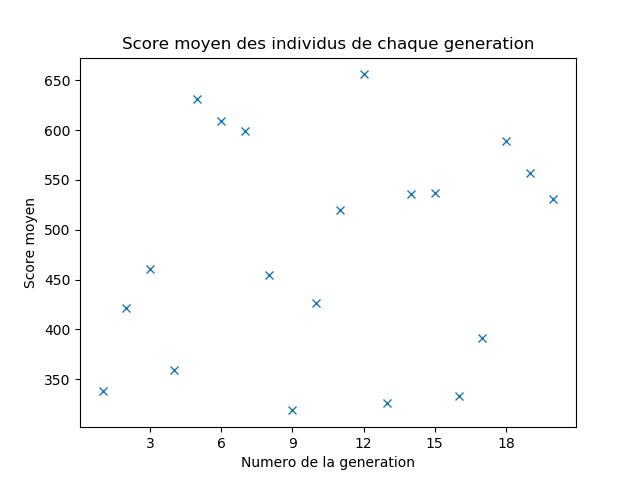 Score moyen des individus de chaque generation
Score moyen
650
600
550
500
450
400
350
3 6 9 12 15 18
Numero de la generation